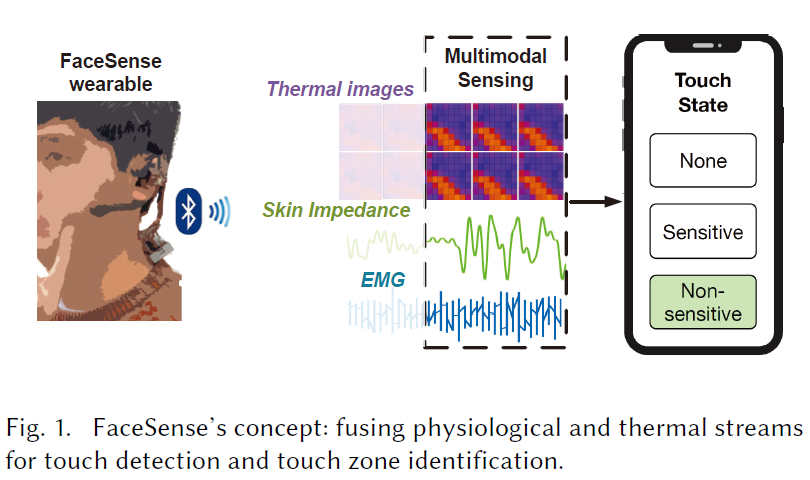 FaceSense
wearable
Thermal images
Skin Impedance
EMG
Multimodal
Sensing
Touch
State
None
Sensitive
Non-
sensitive
Fig. 1. FaceSense's concept: fusing physiological and thermal streams
for touch detection and touch zone identification.